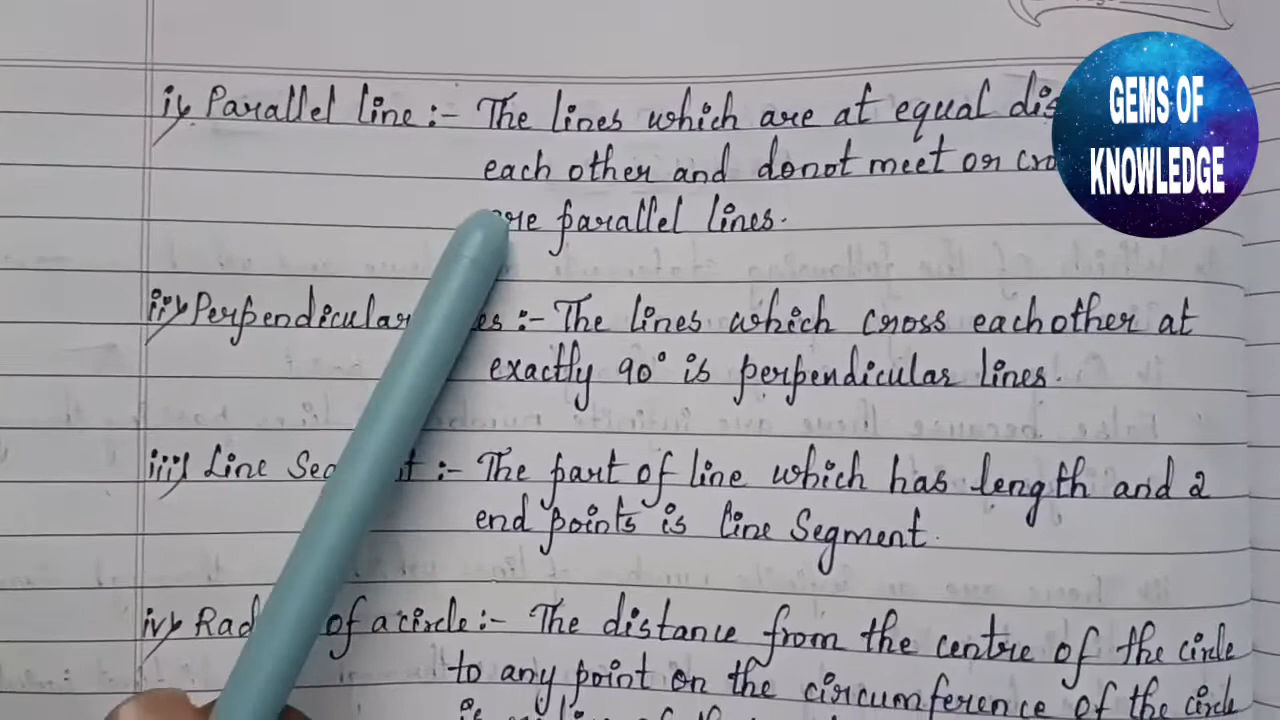 i) Parallel line :- The lines which are at equal
each other and donot meet or
are parallel lines.
ii) Perpendicular :- The lines which cross eachother at
exactly 90° is perpendicular lines.
iii) Line :- The part of line which has length and 2
end points is line Segment.
iv) of a circle :- The distance from the centre of the circle
to any point on the circumference of the circle
GEMS OF
KNOWLEDGE